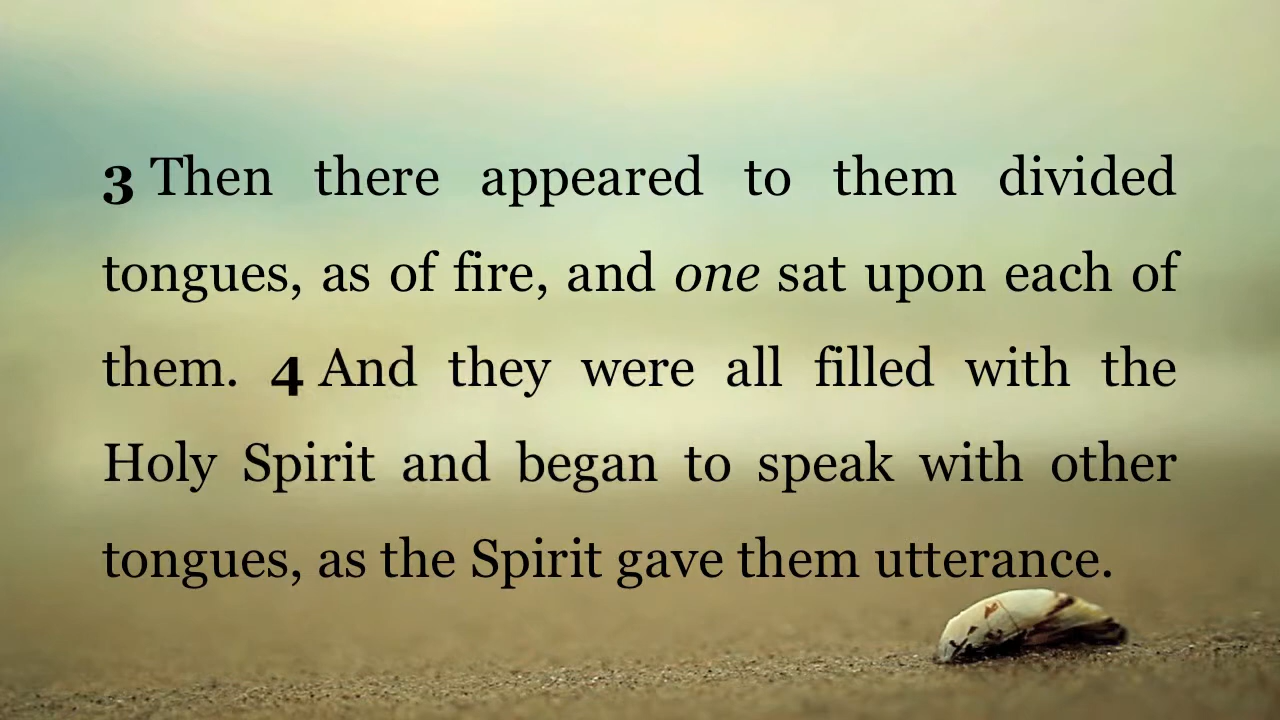 3 Then there appeared to them divided
tongues, as of fire, and one sat upon each of
them. 4 And they were all filled with the
Holy Spirit and began to speak with other
tongues, as the Spirit gave them utterance.